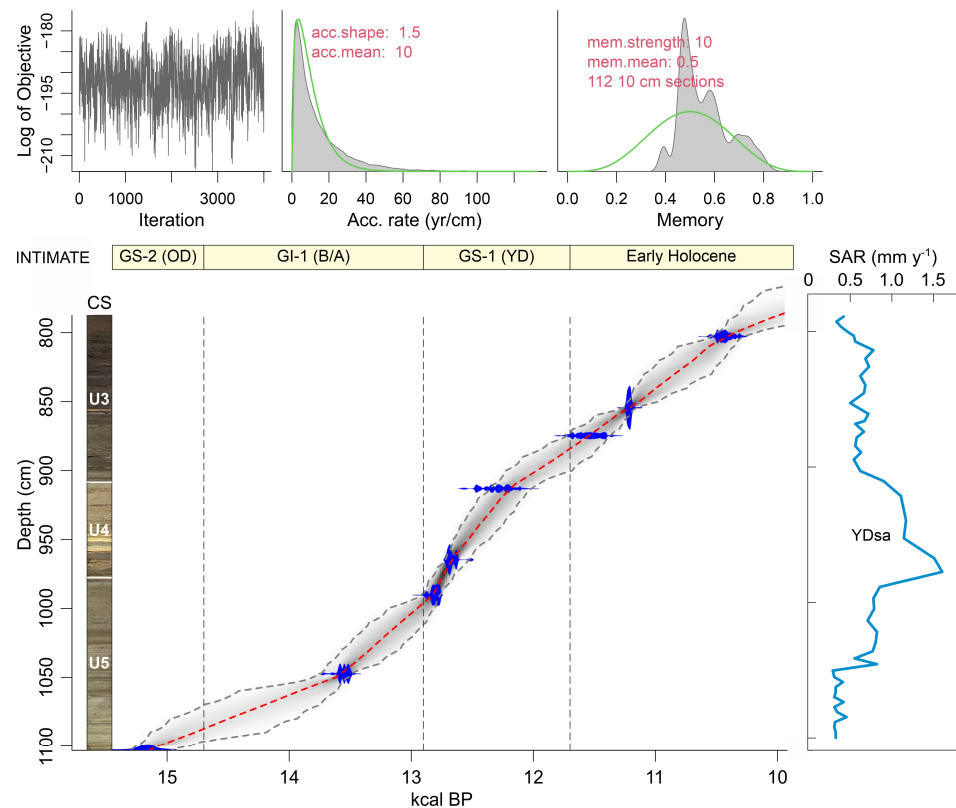 Log of Objective
-180
-195
-210
0
1000
3000
Iteration
acc.shape: 1.5
acc.mean: 10
0 20 40 60 80 100
Acc. rate (yr/cm)
mem.strength: 10
mem.mean: 0.5
112 10 cm sections
0.0 0.2 0.4 0.6 0.8 1.0
Memory
INTIMATE
GS-2 (OD)
GI-1 (B/A)
GS-1 (YD)
Early Holocene
SAR (mm y⁻¹)
0 0.5 1.0 1.5
CS
U3
U4
U5
Depth (cm)
800
850
900
950
1000
1050
1100
YDsa
15 14 13 12 11 10
kcal BP